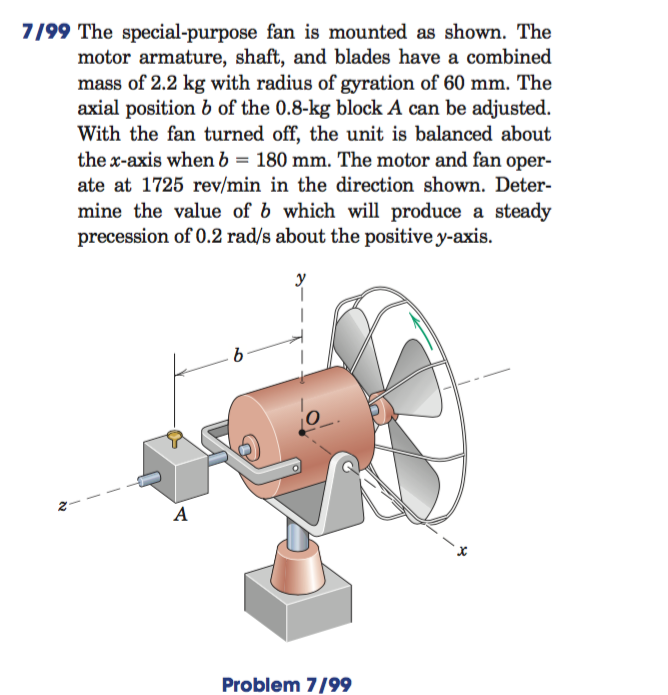 7/99 The special-purpose fan is mounted as shown. The
motor armature, shaft, and blades have a combined
mass of 2.2 kg with radius of gyration of 60 mm. The
axial position b of the 0.8-kg block A can be adjusted.
With the fan turned off, the unit is balanced about
the x-axis when b = 180 mm. The motor and fan oper-
ate at 1725 rev/min in the direction shown. Deter-
mine the value of b which will produce a steady
precession of 0.2 rad/s about the positive y-axis.
y
b
O
z
A
x
Problem 7/99